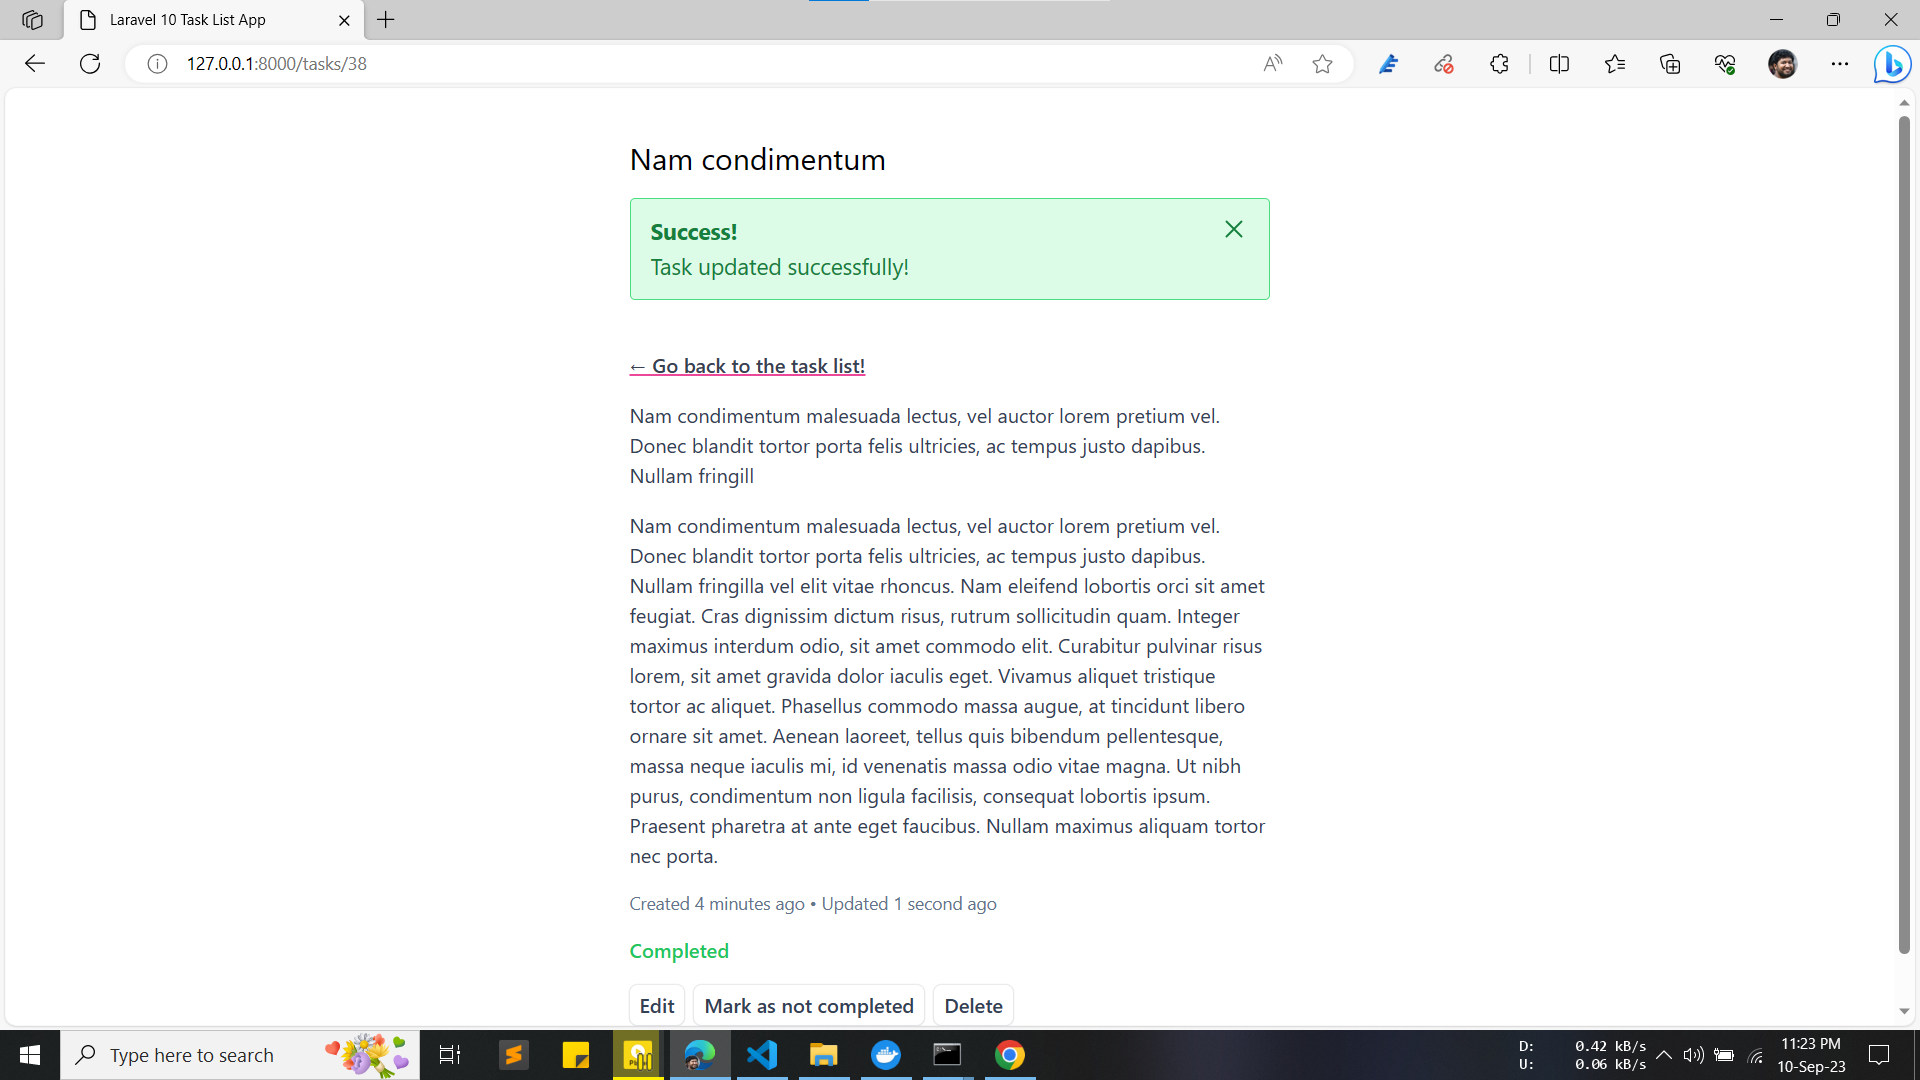 Laravel 10 Task List App
127.0.0.1:8000/tasks/38
Nam condimentum
Success!
Task updated successfully!
← Go back to the task list!
Nam condimentum malesuada lectus, vel auctor lorem pretium vel.
Donec blandit tortor porta felis ultricies, ac tempus justo dapibus.
Nullam fringill
Nam condimentum malesuada lectus, vel auctor lorem pretium vel.
Donec blandit tortor porta felis ultricies, ac tempus justo dapibus.
Nullam fringilla vel elit vitae rhoncus. Nam eleifend lobortis orci sit amet
feugiat. Cras dignissim dictum risus, rutrum sollicitudin quam. Integer
maximus interdum odio, sit amet commodo elit. Curabitur pulvinar risus
lorem, sit amet gravida dolor iaculis eget. Vivamus aliquet tristique
tortor ac aliquet. Phasellus commodo massa augue, at tincidunt libero
ornare sit amet. Aenean laoreet, tellus quis bibendum pellentesque,
massa neque iaculis mi, id venenatis massa odio vitae magna. Ut nibh
purus, condimentum non ligula facilisis, consequat lobortis ipsum.
Praesent pharetra at ante eget faucibus. Nullam maximus aliquam tortor
nec porta.
Created 4 minutes ago • Updated 1 second ago
Completed
Edit
Mark as not completed
Delete
Type here to search
D: 0.42 kB/s
U: 0.06 kB/s
11:23 PM
10-Sep-23